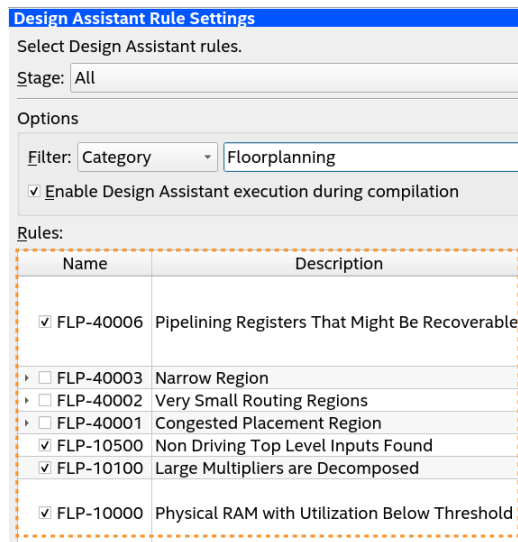 Design Assistant Rule Settings
Select Design Assistant rules.
Stage: All
Options
Filter: Category Floorplanning
Enable Design Assistant execution during compilation
Rules:
Name Description
FLP-40006 Pipelining Registers That Might Be Recoverable
FLP-40003 Narrow Region
FLP-40002 Very Small Routing Regions
FLP-40001 Congested Placement Region
FLP-10500 Non Driving Top Level Inputs Found
FLP-10100 Large Multipliers are Decomposed
FLP-10000 Physical RAM with Utilization Below Threshold